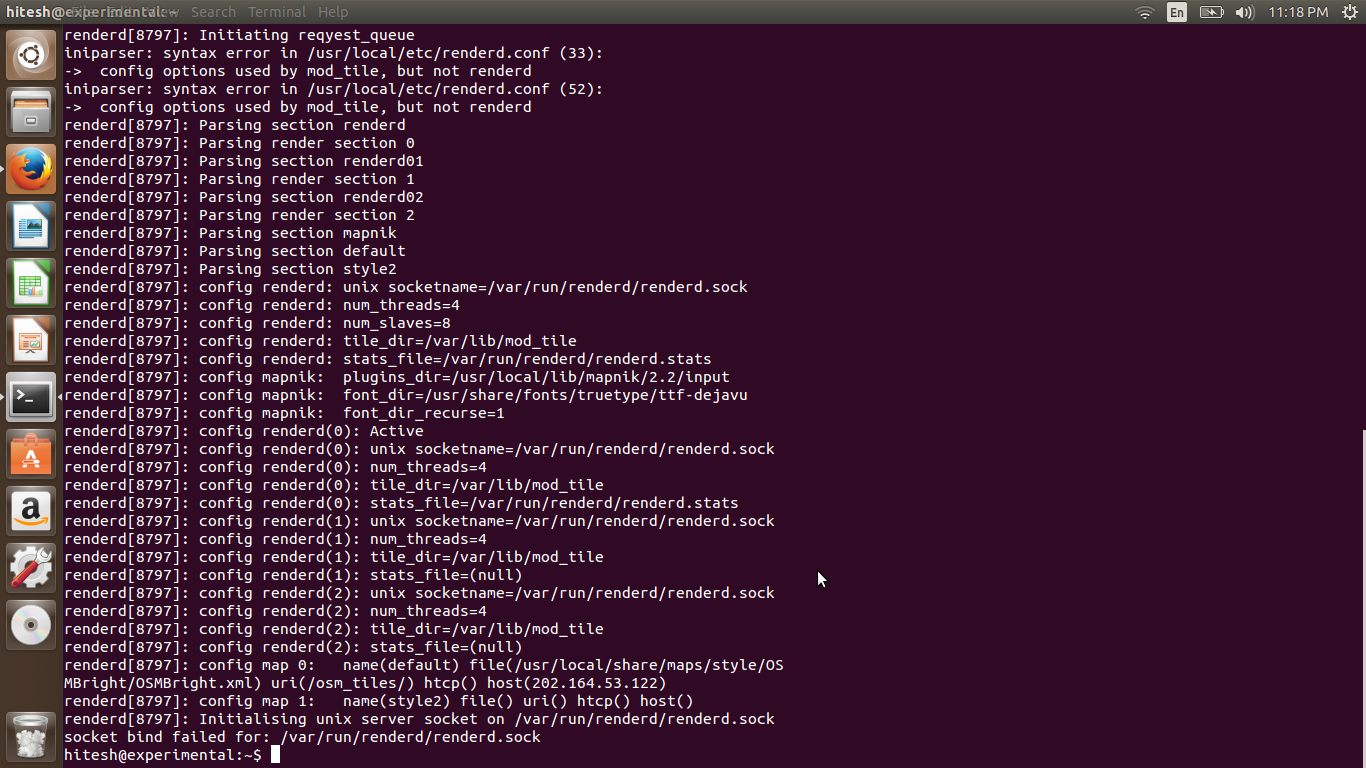 hitesh@experimental: ~ Search Terminal Help En 11:18 PM
renderd[8797]: Initiating reqyest_queue
iniparser: syntax error in /usr/local/etc/renderd.conf (33):
->  config options used by mod_tile, but not renderd
iniparser: syntax error in /usr/local/etc/renderd.conf (52):
->  config options used by mod_tile, but not renderd
renderd[8797]: Parsing section renderd
renderd[8797]: Parsing render section 0
renderd[8797]: Parsing section renderd01
renderd[8797]: Parsing render section 1
renderd[8797]: Parsing section renderd02
renderd[8797]: Parsing render section 2
renderd[8797]: Parsing section mapnik
renderd[8797]: Parsing section default
renderd[8797]: Parsing section style2
renderd[8797]: config renderd: unix socketname=/var/run/renderd/renderd.sock
renderd[8797]: config renderd: num_threads=4
renderd[8797]: config renderd: num_slaves=8
renderd[8797]: config renderd: tile_dir=/var/lib/mod_tile
renderd[8797]: config renderd: stats_file=/var/run/renderd/renderd.stats
renderd[8797]: config mapnik:  plugins_dir=/usr/local/lib/mapnik/2.2/input
renderd[8797]: config mapnik:  font_dir=/usr/share/fonts/truetype/ttf-dejavu
renderd[8797]: config mapnik:  font_dir_recurse=1
renderd[8797]: config renderd(0): Active
renderd[8797]: config renderd(0): unix socketname=/var/run/renderd/renderd.sock
renderd[8797]: config renderd(0): num_threads=4
renderd[8797]: config renderd(0): tile_dir=/var/lib/mod_tile
renderd[8797]: config renderd(0): stats_file=/var/run/renderd/renderd.stats
renderd[8797]: config renderd(1): unix socketname=/var/run/renderd/renderd.sock
renderd[8797]: config renderd(1): num_threads=4
renderd[8797]: config renderd(1): tile_dir=/var/lib/mod_tile
renderd[8797]: config renderd(1): stats_file=(null)
renderd[8797]: config renderd(2): unix socketname=/var/run/renderd/renderd.sock
renderd[8797]: config renderd(2): num_threads=4
renderd[8797]: config renderd(2): tile_dir=/var/lib/mod_tile
renderd[8797]: config renderd(2): stats_file=(null)
renderd[8797]: config map 0:   name(default) file(/usr/local/share/maps/style/OS
MBright/OSMBright.xml) uri(/osm_tiles/) htcp() host(202.164.53.122)
renderd[8797]: config map 1:   name(style2) file() uri() htcp() host()
renderd[8797]: Initialising unix server socket on /var/run/renderd/renderd.sock
socket bind failed for: /var/run/renderd/renderd.sock
hitesh@experimental:~$